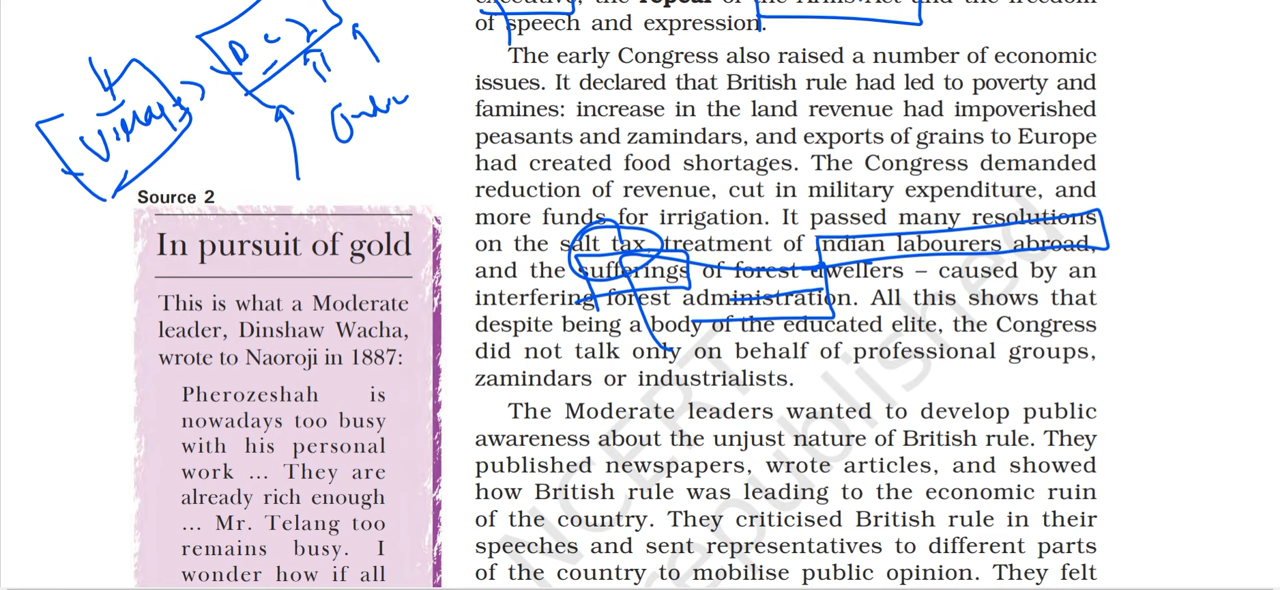 of speech and expression.
The early Congress also raised a number of economic
issues. It declared that British rule had led to poverty and
famines: increase in the land revenue had impoverished
peasants and zamindars, and exports of grains to Europe
had created food shortages. The Congress demanded
reduction of revenue, cut in military expenditure, and
more funds for irrigation. It passed many resolutions
on the salt tax, treatment of Indian labourers abroad,
and the sufferings of forest dwellers – caused by an
interfering forest administration. All this shows that
despite being a body of the educated elite, the Congress
did not talk only on behalf of professional groups,
zamindars or industrialists.
The Moderate leaders wanted to develop public
awareness about the unjust nature of British rule. They
published newspapers, wrote articles, and showed
how British rule was leading to the economic ruin
of the country. They criticised British rule in their
speeches and sent representatives to different parts
of the country to mobilise public opinion. They felt
Source 2
In pursuit of gold
This is what a Moderate
leader, Dinshaw Wacha,
wrote to Naoroji in 1887:
Pherozeshah is
nowadays too busy
with his personal
work ... They are
already rich enough
... Mr. Telang too
remains busy. I
wonder how if all
NCERT
republished